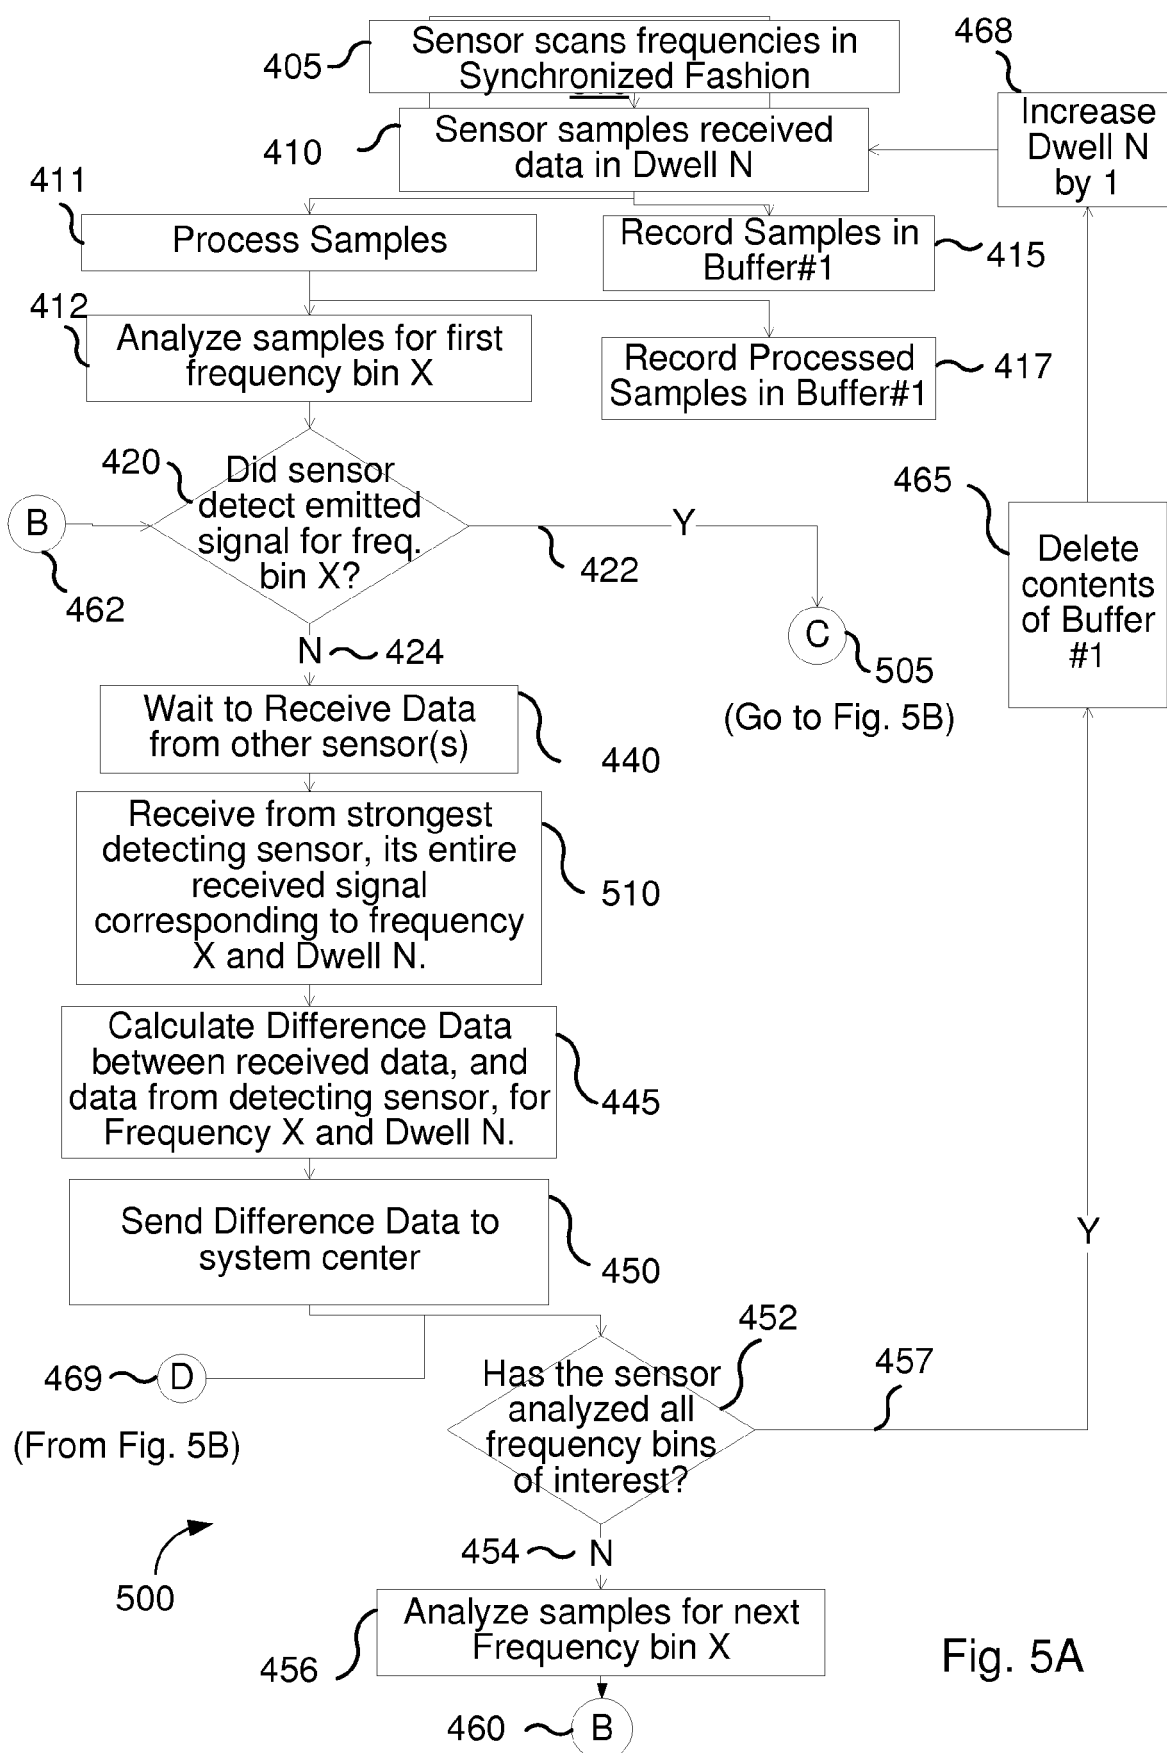 Sensor scans frequencies in
Synchronized Fashion
405
468
Increase
Dwell N
by 1
Sensor samples received
data in Dwell N
410
411
Process Samples
Record Samples in
Buffer#1
415
412
Analyze samples for first
frequency bin X
Record Processed
Samples in Buffer#1
417
420
Did sensor
detect emitted
signal for freq.
bin X?
B
462
Y
422
465
Delete
contents
of Buffer
#1
C
505
(Go to Fig. 5B)
N
424
Wait to Receive Data
from other sensor(s)
440
Receive from strongest
detecting sensor, its entire
received signal
corresponding to frequency
X and Dwell N.
510
Calculate Difference Data
between received data, and
data from detecting sensor, for
Frequency X and Dwell N.
445
Send Difference Data to
system center
450
Y
452
457
469
D
(From Fig. 5B)
Has the sensor
analyzed all
frequency bins
of interest?
454
N
500
Analyze samples for next
Frequency bin X
456
460
B
Fig. 5A